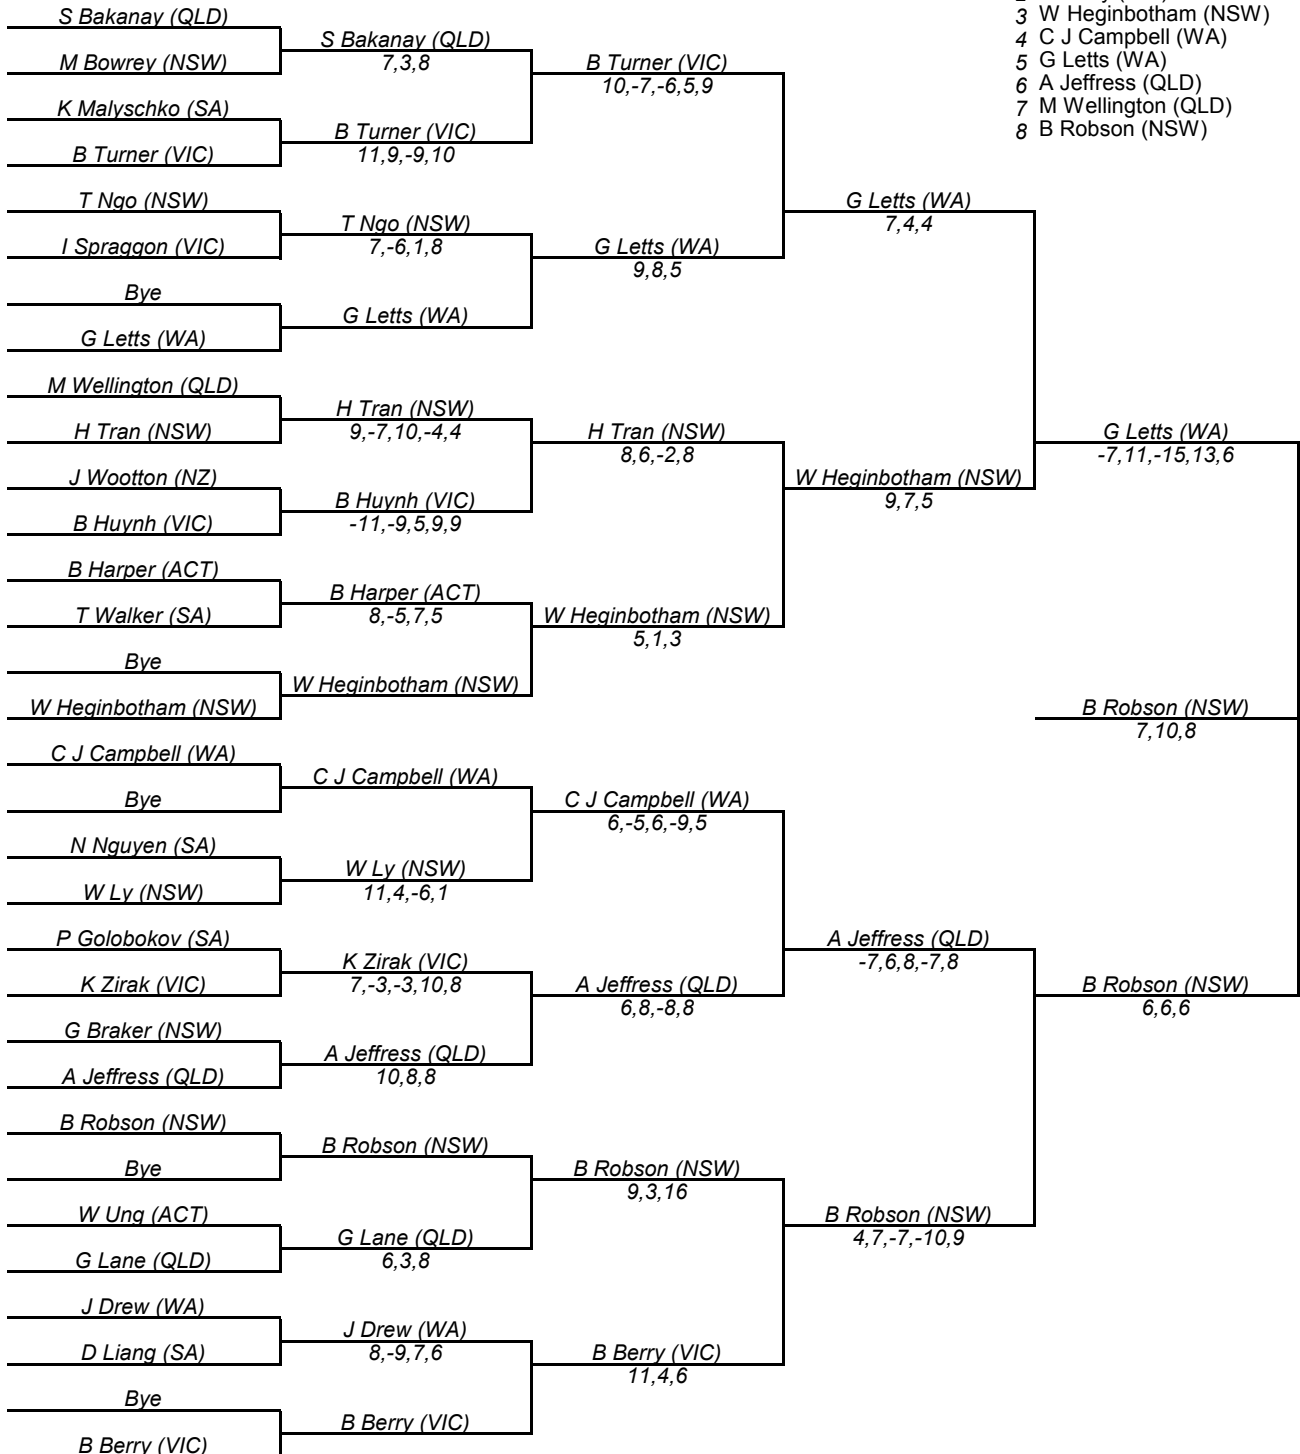 3 W Heginbotham (NSW)
4 C J Campbell (WA)
5 G Letts (WA)
6 A Jeffress (QLD)
7 M Wellington (QLD)
8 B Robson (NSW)
S Bakanay (QLD)
M Bowrey (NSW)
K Malyschko (SA)
B Turner (VIC)
T Ngo (NSW)
I Spraggon (VIC)
Bye
G Letts (WA)
M Wellington (QLD)
H Tran (NSW)
J Wootton (NZ)
B Huynh (VIC)
B Harper (ACT)
T Walker (SA)
Bye
W Heginbotham (NSW)
C J Campbell (WA)
Bye
N Nguyen (SA)
W Ly (NSW)
P Golobokov (SA)
K Zirak (VIC)
G Braker (NSW)
A Jeffress (QLD)
B Robson (NSW)
Bye
W Ung (ACT)
G Lane (QLD)
J Drew (WA)
D Liang (SA)
Bye
B Berry (VIC)
S Bakanay (QLD)
7,3,8
B Turner (VIC)
11,9,-9,10
T Ngo (NSW)
7,-6,1,8
G Letts (WA)
H Tran (NSW)
9,-7,10,-4,4
B Huynh (VIC)
-11,-9,5,9,9
B Harper (ACT)
8,-5,7,5
W Heginbotham (NSW)
C J Campbell (WA)
W Ly (NSW)
11,4,-6,1
K Zirak (VIC)
7,-3,-3,10,8
A Jeffress (QLD)
10,8,8
B Robson (NSW)
G Lane (QLD)
6,3,8
J Drew (WA)
8,-9,7,6
B Berry (VIC)
B Turner (VIC)
10,-7,-6,5,9
G Letts (WA)
9,8,5
H Tran (NSW)
8,6,-2,8
W Heginbotham (NSW)
5,1,3
C J Campbell (WA)
6,-5,6,-9,5
A Jeffress (QLD)
6,8,-8,8
B Robson (NSW)
9,3,16
B Berry (VIC)
11,4,6
G Letts (WA)
7,4,4
W Heginbotham (NSW)
9,7,5
A Jeffress (QLD)
-7,6,8,-7,8
B Robson (NSW)
4,7,-7,-10,9
G Letts (WA)
-7,11,-15,13,6
B Robson (NSW)
6,6,6
B Robson (NSW)
7,10,8